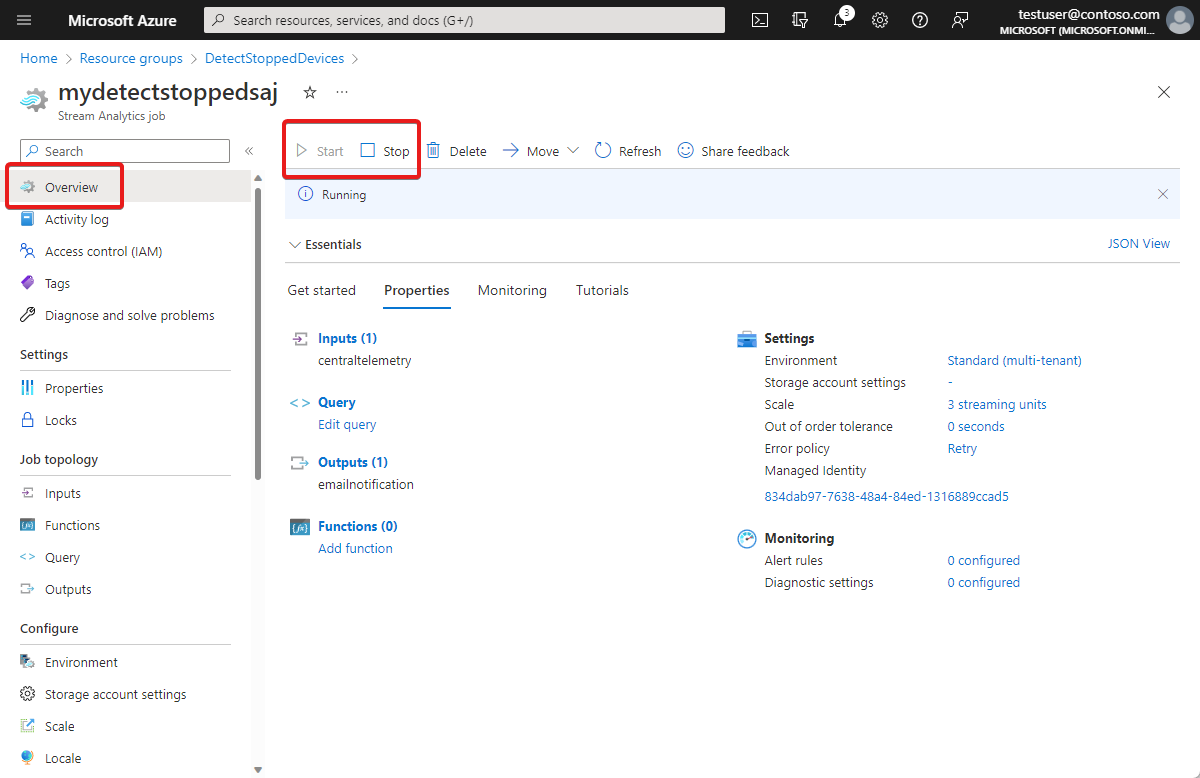 Microsoft Azure
Search resources, services, and docs (G+/)
3
testuser@contoso.com
MICROSOFT (MICROSOFT.ONMI...
Home > Resource groups > DetectStoppedDevices >
mydetectstoppedsaj
Stream Analytics job
Search
Start
Stop
Delete
Move
Refresh
Share feedback
Overview
Activity log
Access control (IAM)
Tags
Diagnose and solve problems
Settings
Properties
Locks
Job topology
Inputs
Functions
Query
Outputs
Configure
Environment
Storage account settings
Scale
Locale
Running
Essentials
JSON View
Get started
Properties
Monitoring
Tutorials
Inputs (1)
centraltelemetry
Query
Edit query
Outputs (1)
emailnotification
Functions (0)
Add function
Settings
Environment Standard (multi-tenant)
Storage account settings -
Scale 3 streaming units
Out of order tolerance 0 seconds
Error policy Retry
Managed Identity
834dab97-7638-48a4-84ed-1316889ccad5
Monitoring
Alert rules 0 configured
Diagnostic settings 0 configured